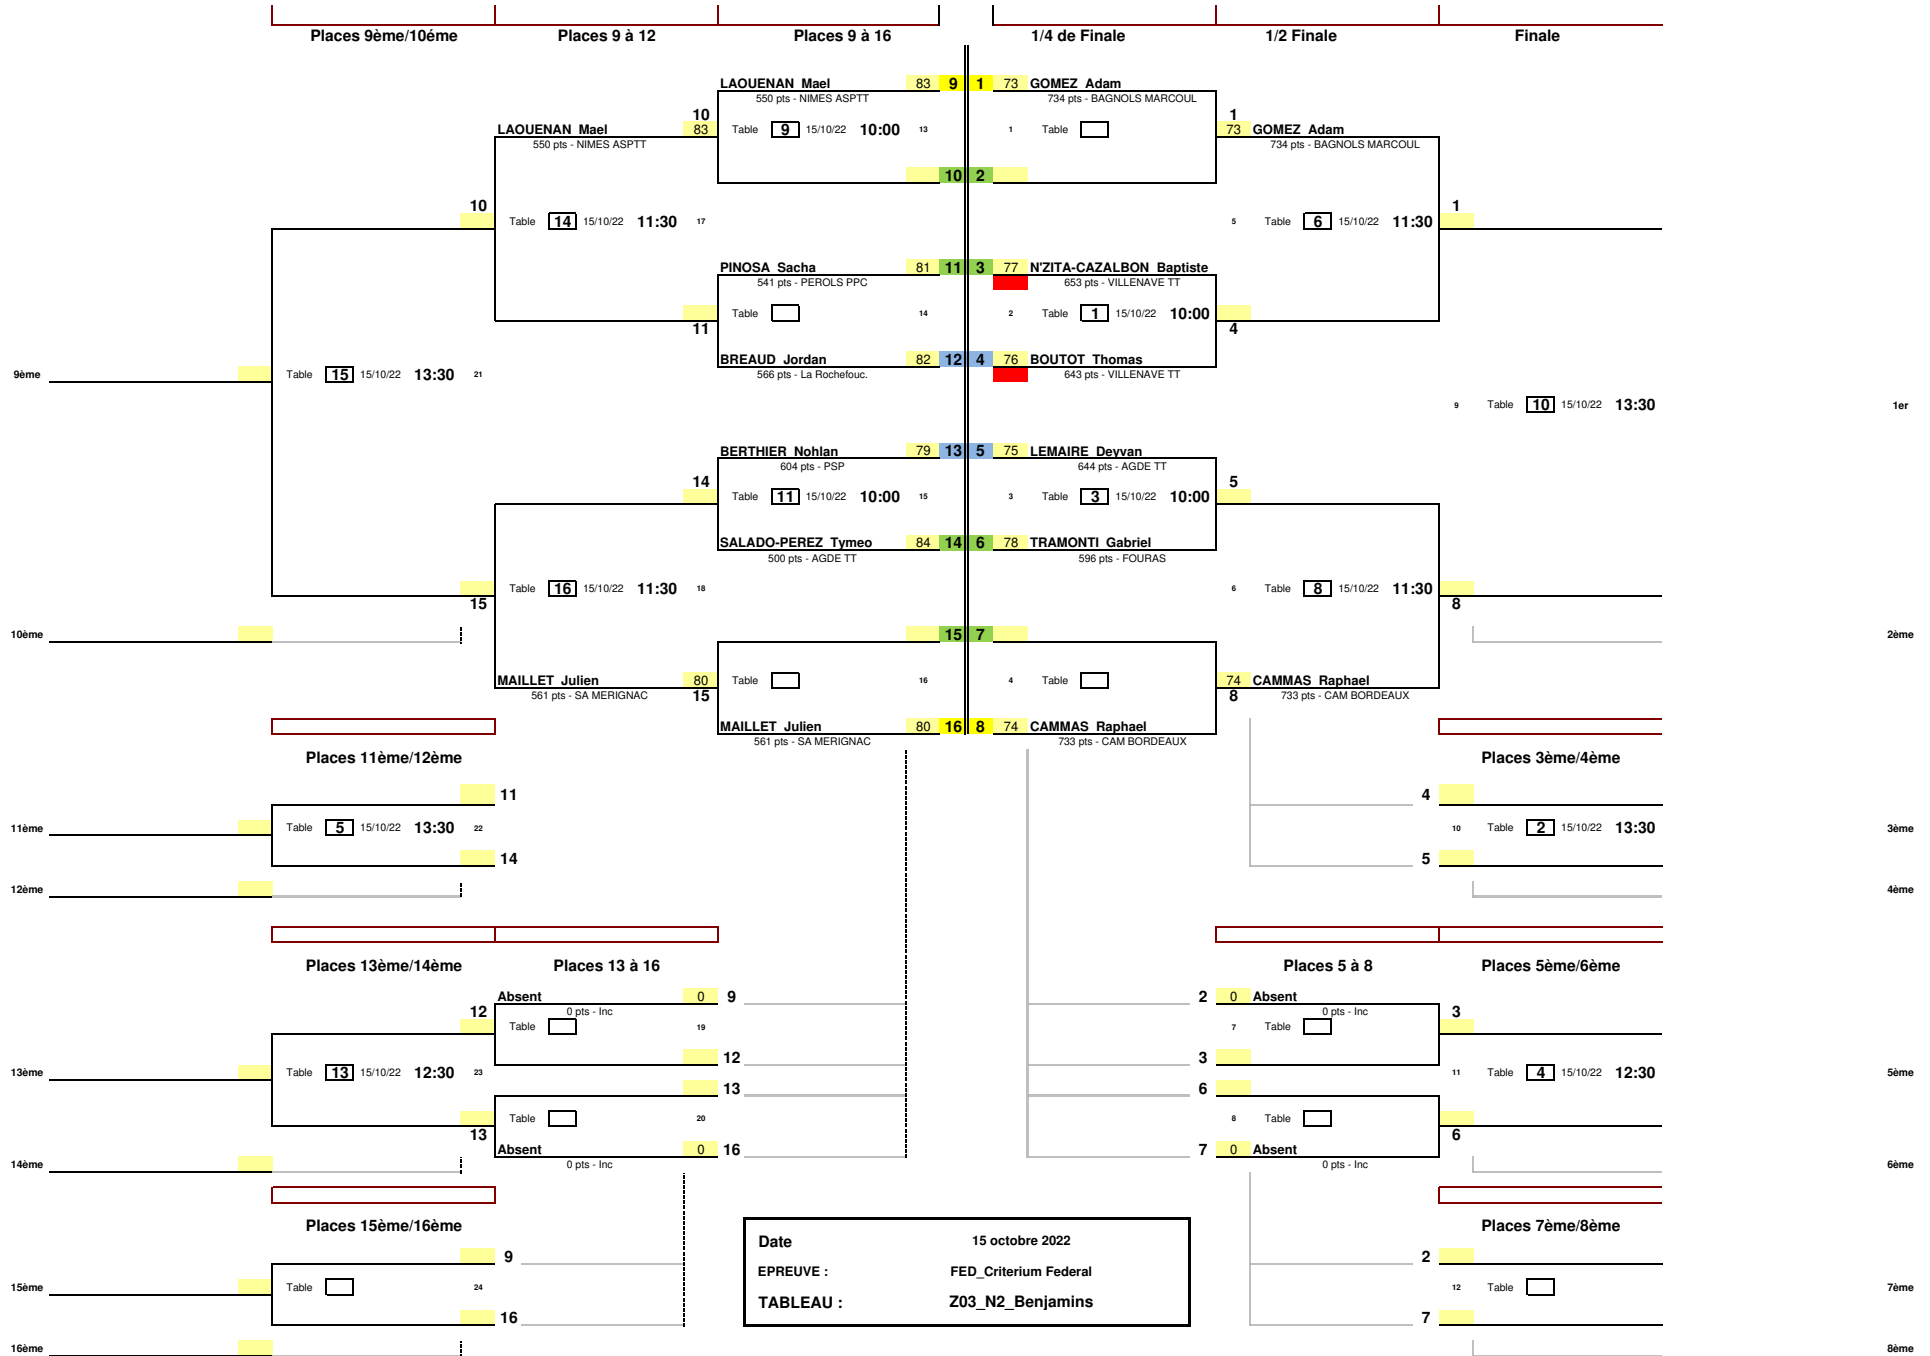 Places 9ème/10éme Places 9 à 12 Places 9 à 16 1/4 de Finale 1/2 Finale Finale
LAOUENAN Mael 83 9 1 73 GOMEZ Adam
550 pts - NIMES ASPTT 734 pts - BAGNOLS MARCOUL
10 1
LAOUENAN Mael 83 Table 9 15/10/22 10:00 13 1 Table 73 GOMEZ Adam
550 pts - NIMES ASPTT 734 pts - BAGNOLS MARCOUL
10 2
10 1
Table 14 15/10/22 11:30 17 5 Table 6 15/10/22 11:30
PINOSA Sacha 81 11 3 77 N'ZITA-CAZALBON Baptiste
541 pts - PEROLS PPC 653 pts - VILLENAVE TT
Table 14 2 Table 1 15/10/22 10:00
11 4
BREAUD Jordan 82 12 4 76 BOUTOT Thomas
9ème Table 15 15/10/22 13:30 21 566 pts - La Rochefouc. 643 pts - VILLENAVE TT
9 Table 10 15/10/22 13:30 1er
BERTHIER Nohlan 79 13 5 75 LEMAIRE Deyvan
604 pts - PSP 644 pts - AGDE TT
14 5
Table 11 15/10/22 10:00 15 3 Table 3 15/10/22 10:00
SALADO-PEREZ Tymeo 84 14 6 78 TRAMONTI Gabriel
500 pts - AGDE TT 596 pts - FOURAS
Table 16 15/10/22 11:30 18 6 Table 8 15/10/22 11:30
15 8
10ème 15 7 2ème
MAILLET Julien 80 Table 16 4 Table 74 CAMMAS Raphael
561 pts - SA MERIGNAC 15 8 733 pts - CAM BORDEAUX
MAILLET Julien 80 16 8 74 CAMMAS Raphael
561 pts - SA MERIGNAC 733 pts - CAM BORDEAUX
Places 11ème/12ème Places 3ème/4ème
11 4
11ème Table 5 15/10/22 13:30 22 10 Table 2 15/10/22 13:30 3ème
14 5
12ème 4ème
Places 13ème/14ème Places 13 à 16 Places 5 à 8 Places 5ème/6ème
Absent 0 9 2 0 Absent
12 0 pts - Inc 0 pts - Inc 3
Table 19 7 Table
12 3
13ème Table 13 15/10/22 12:30 23 11 Table 4 15/10/22 12:30 5ème
13 6
Table 20 8 Table
13 6
Absent 0 16 7 0 Absent
14ème 0 pts - Inc 0 pts - Inc 6ème
Places 15ème/16ème Places 7ème/8ème
Date 15 octobre 2022
9 2
EPREUVE : FED_Criterium Federal
15ème Table 24 12 Table 7ème
TABLEAU : Z03_N2_Benjamins
16 7
16ème 8ème